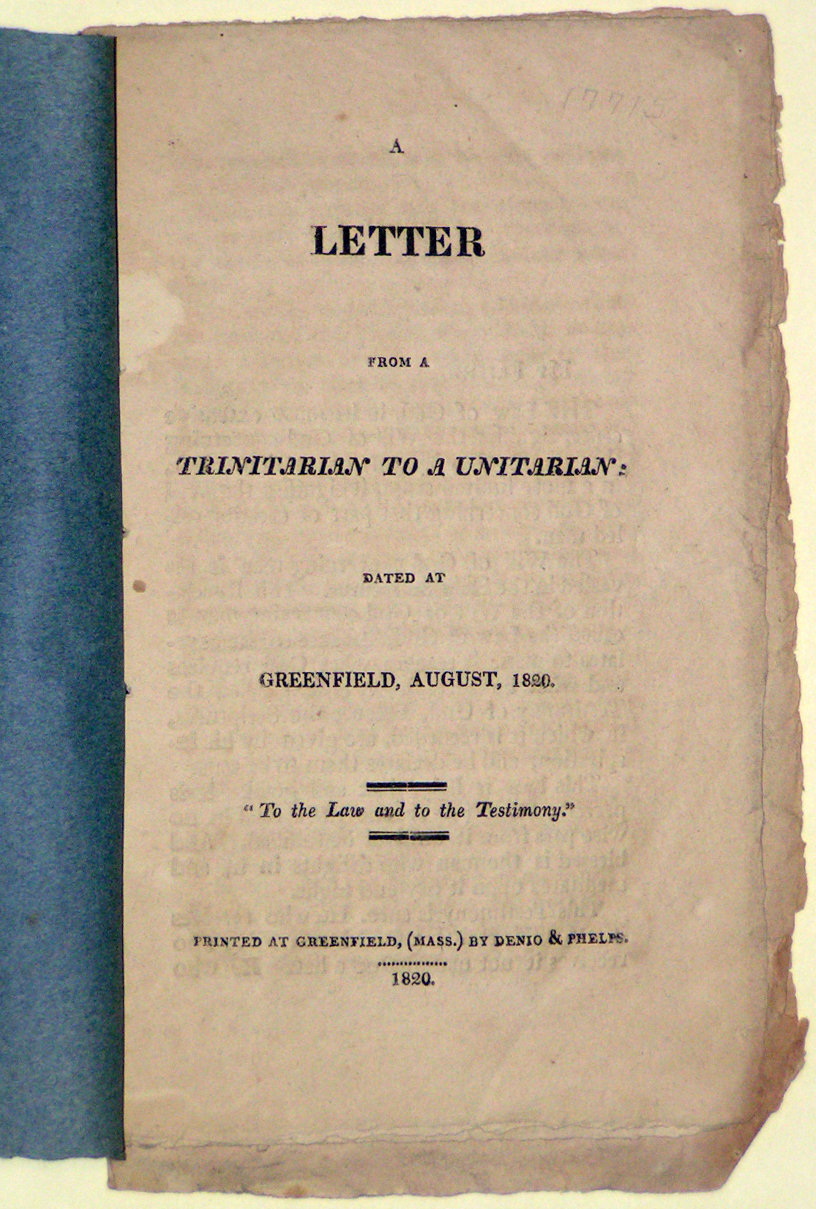 17715
A
LETTER
FROM A
TRINITARIAN TO A UNITARIAN:
DATED AT
GREENFIELD, AUGUST, 1820.
“ To the Law and to the Testimony.”
PRINTED AT GREENFIELD, (MASS.) BY DENIO & PHELPS.
1820.